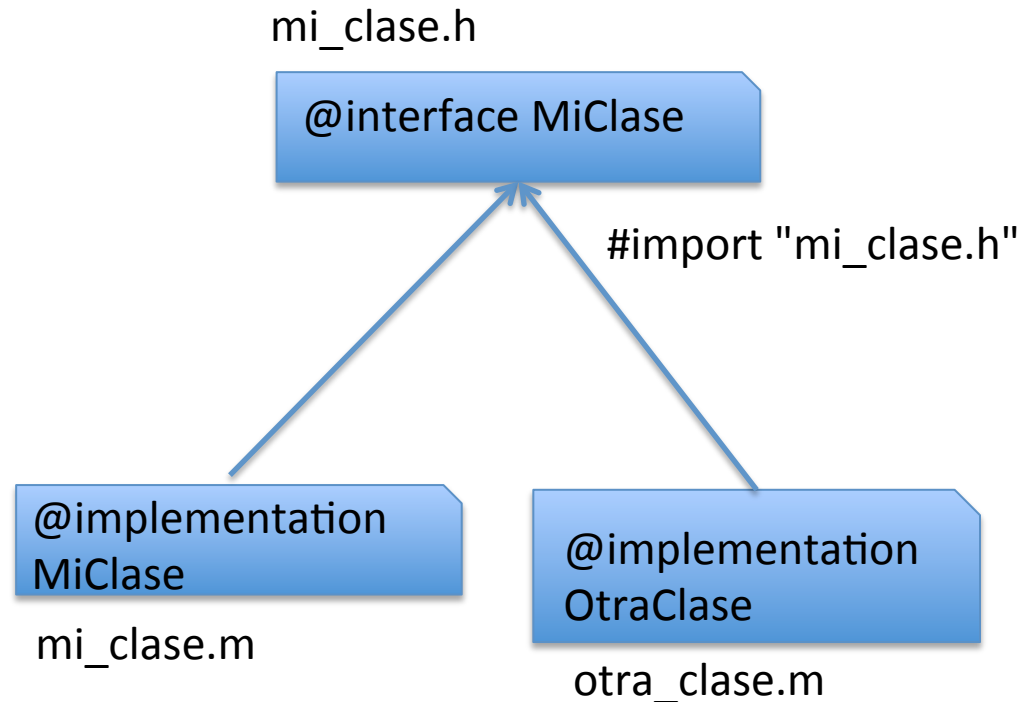 mi_clase.h
@interface MiClase
#import "mi_clase.h"
@implementation
MiClase
mi_clase.m
@implementation
OtraClase
otra_clase.m